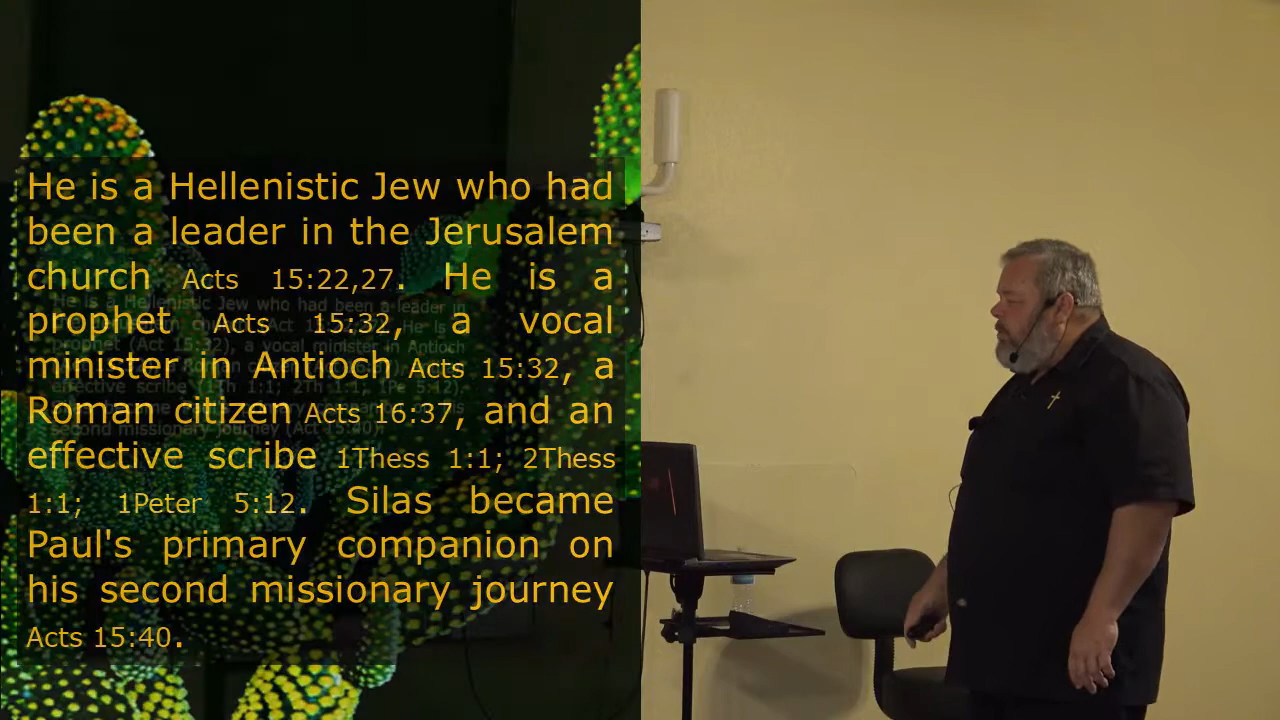 He is a Hellenistic Jew who had
been a leader in the Jerusalem
church Acts 15:22,27. He is a
prophet Acts 15:32, a vocal
minister in Antioch Acts 15:32, a
Roman citizen Acts 16:37, and an
effective scribe 1Thess 1:1; 2Thess
1:1; 1Peter 5:12. Silas became
Paul's primary companion on
his second missionary journey
Acts 15:40.